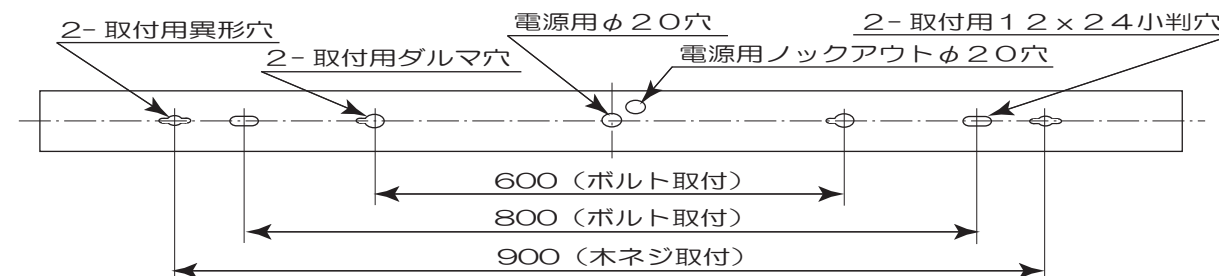 電源用φ20穴
2-取付用異形穴
2-取付用12x24小判穴
2-取付用ダルマ穴
電源用ノックアウトφ20穴
600（ボルト取付）
800（ボルト取付）
900（木ネジ取付）